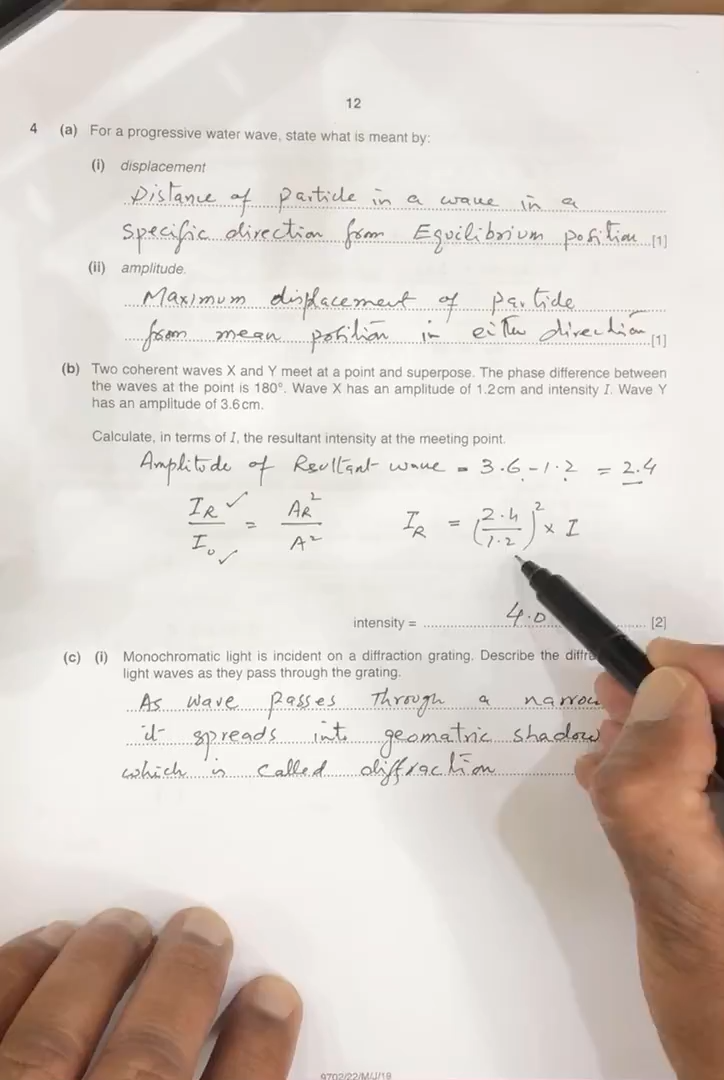 12
4 (a) For a progressive water wave, state what is meant by:
(i) displacement
Distance of particle in a wave in a
specific direction from Equilibrium position [1]
(ii) amplitude.
Maximum displacement of particle
from mean position in either direction. [1]
(b) Two coherent waves X and Y meet at a point and superpose. The phase difference between
the waves at the point is 180°. Wave X has an amplitude of 1.2cm and intensity I. Wave Y
has an amplitude of 3.6cm.
Calculate, in terms of I, the resultant intensity at the meeting point.
Amplitude of Resultant wave = 3.6 - 1.2 = 2.4
I_R ✓ / I_o ✓ = A_R² / A² I_R = (2.4 / 1.2)² × I
intensity = 4.0 [2]
(c) (i) Monochromatic light is incident on a diffraction grating. Describe the
light waves as they pass through the grating.
As wave passes through a
it spreads into geomatric shadow
which is called diffraction
9702/22/M/J/19